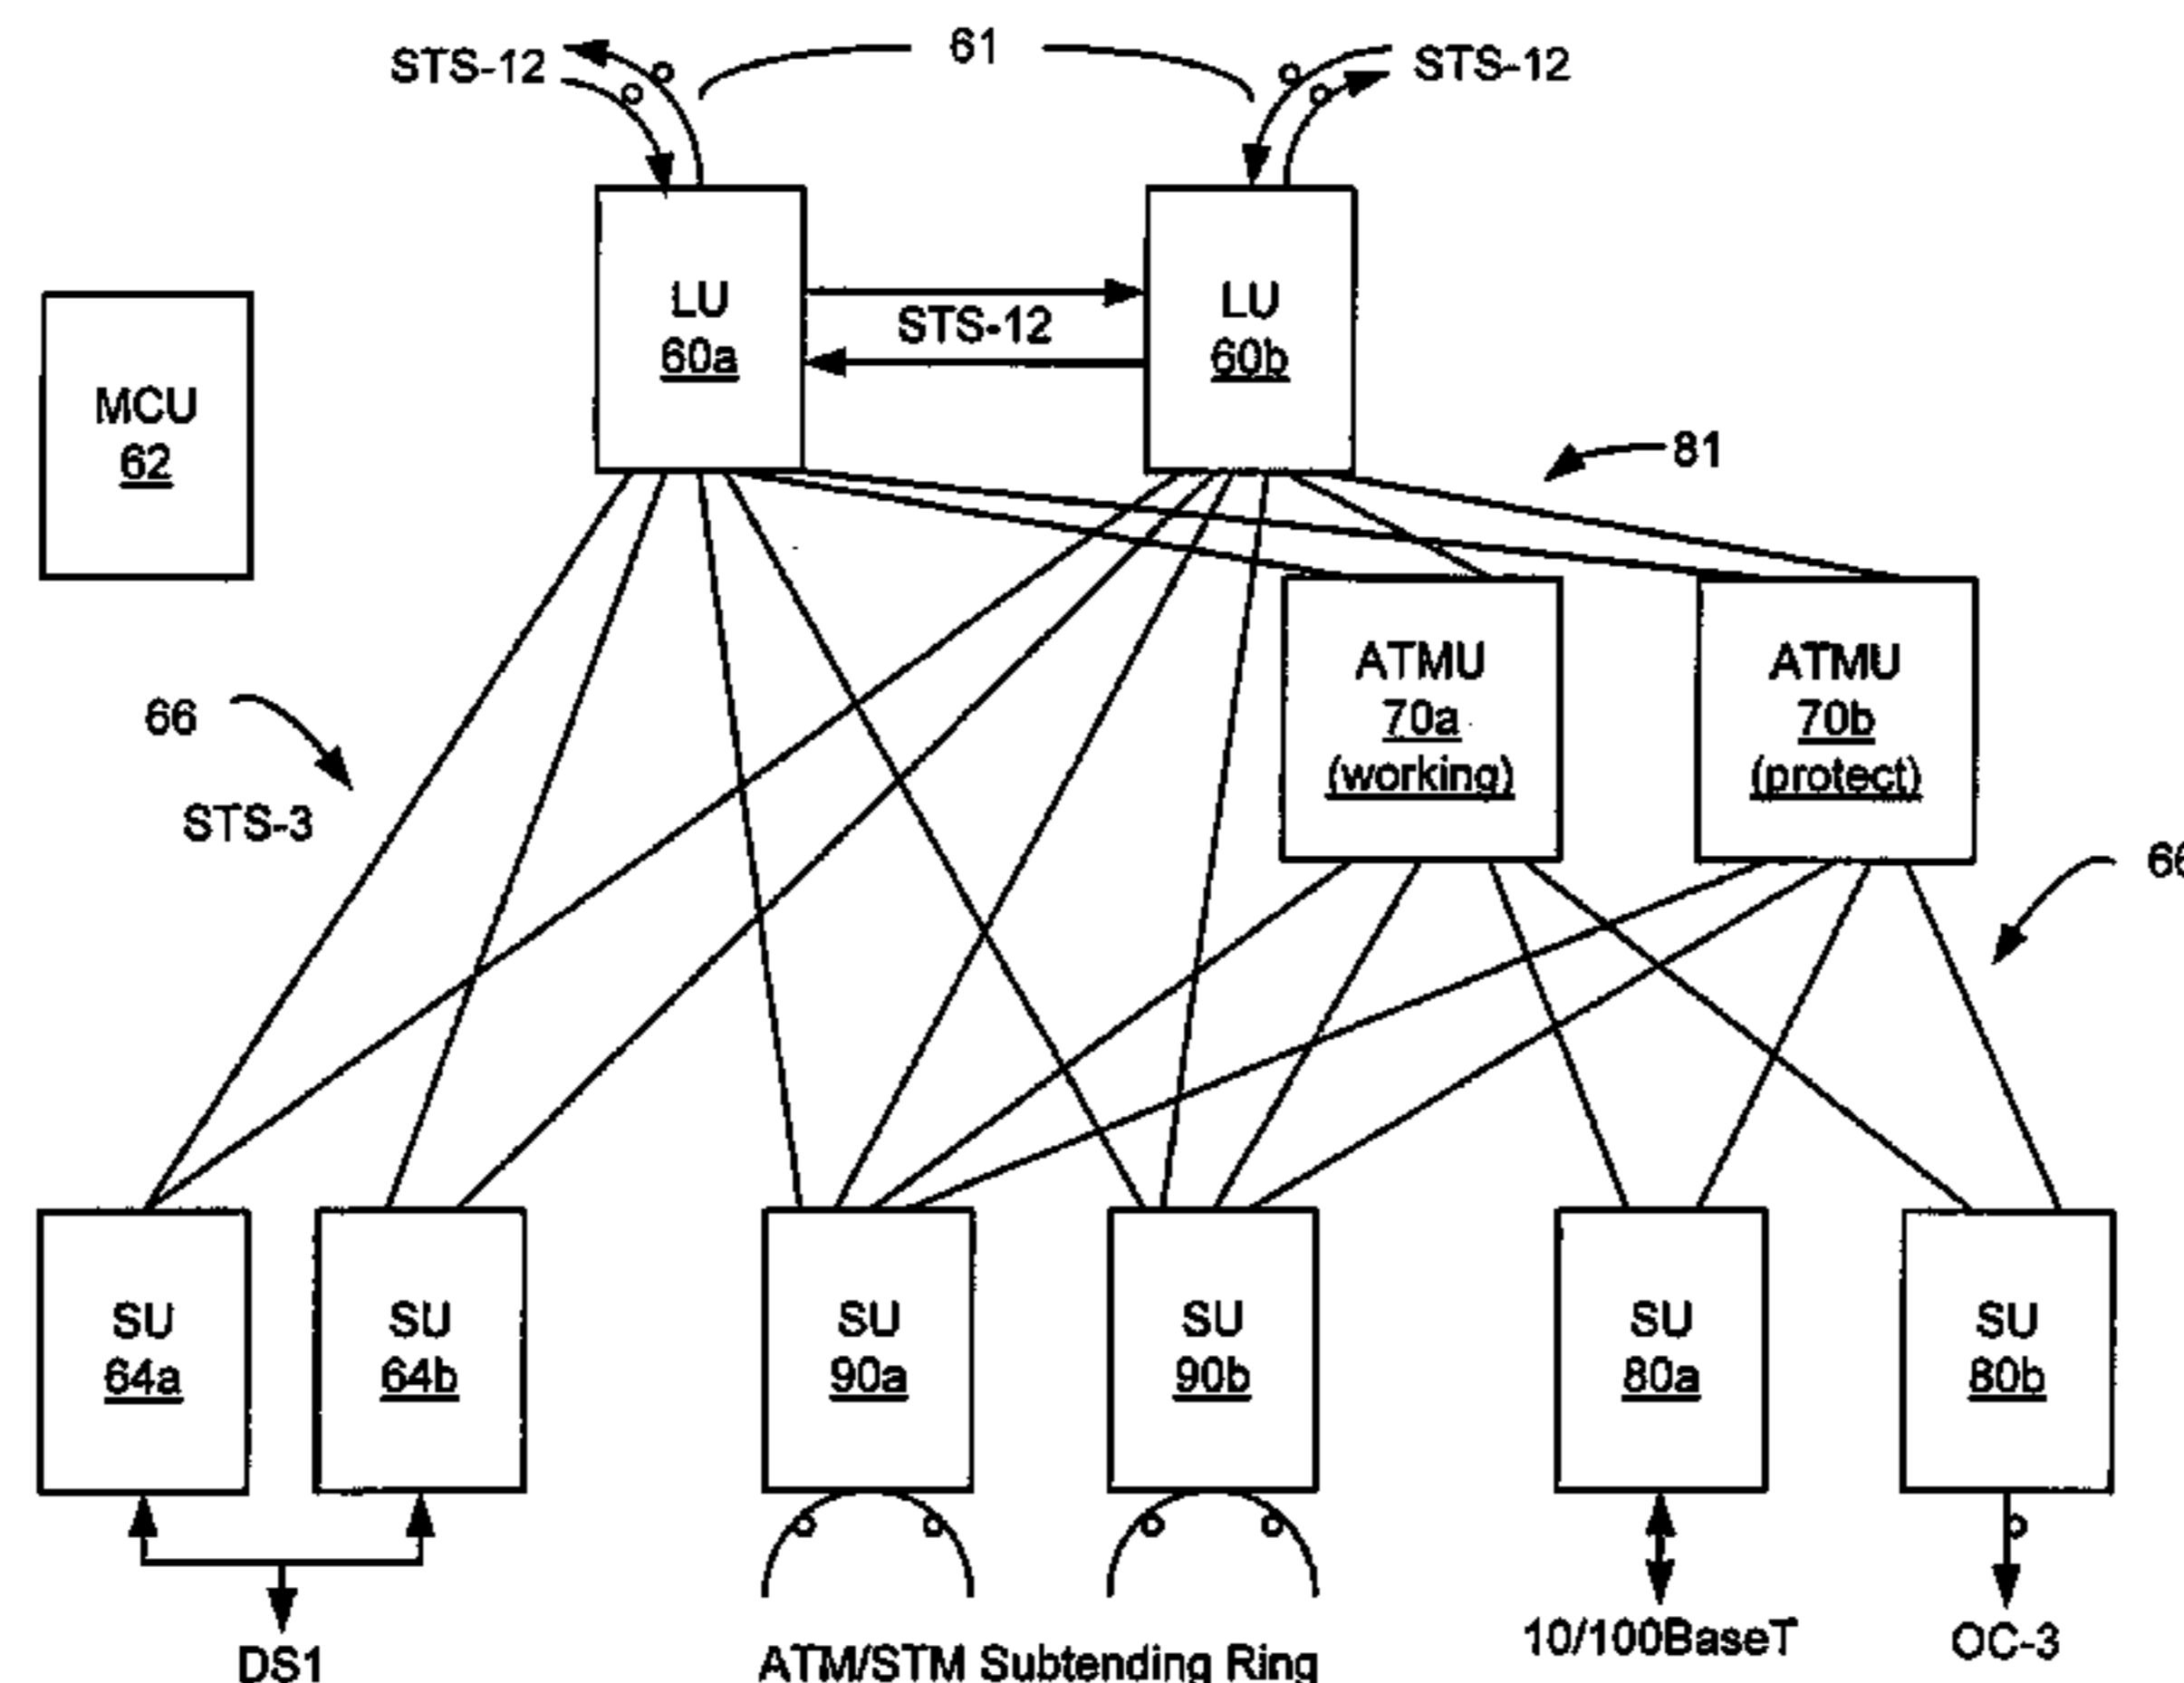 61
STS-12
STS-12
LU
60a
STS-12
LU
60b
MCU
62
81
ATMU
70a
(working)
ATMU
70b
(protect)
66
STS-3
66
SU
64a
SU
64b
SU
90a
SU
90b
SU
80a
SU
80b
DS1
ATM/STM Subtending Ring
10/100BaseT
OC-3